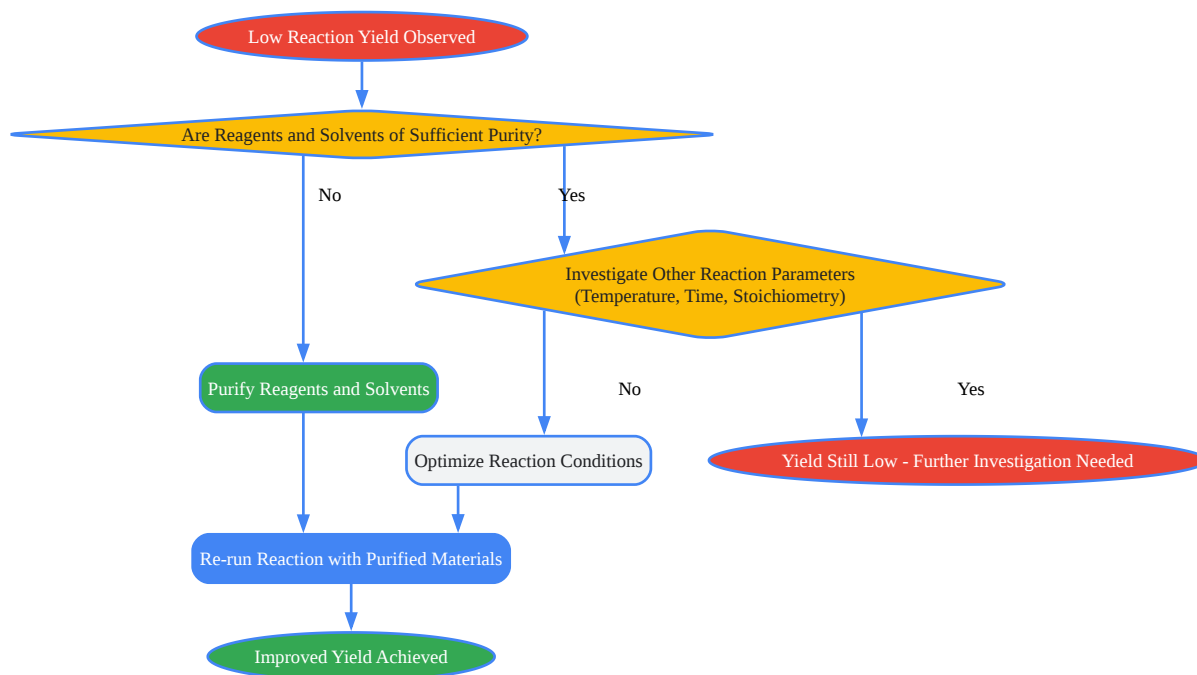 Low Reaction Yield Observed
Are Reagents and Solvents of Sufficient Purity?
No
Yes
Investigate Other Reaction Parameters
(Temperature, Time, Stoichiometry)
Purify Reagents and Solvents
No
Yes
Optimize Reaction Conditions
Yield Still Low - Further Investigation Needed
Re-run Reaction with Purified Materials
Improved Yield Achieved